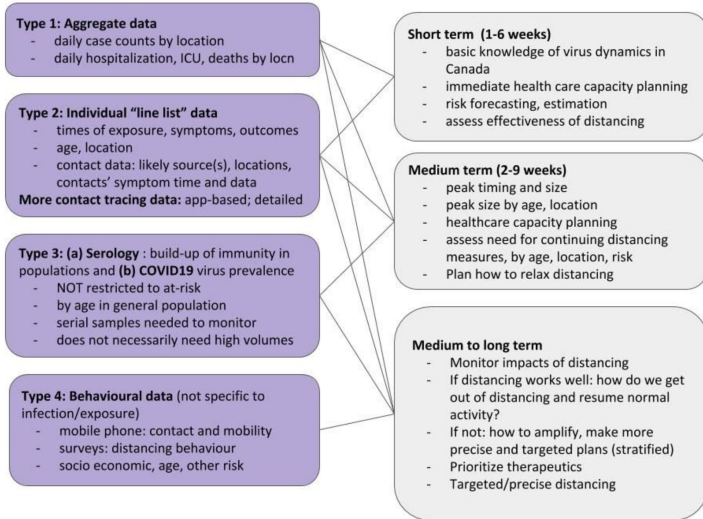 Type 1: Aggregate data
- daily case counts by location
- daily hospitalization, ICU, deaths by locn
Type 2: Individual “line list” data
- times of exposure, symptoms, outcomes
- age, location
- contact data: likely source(s), locations,
contacts’ symptom time and data
More contact tracing data: app-based; detailed
Type 3: (a) Serology : build-up of immunity in
populations and (b) COVID19 virus prevalence
- NOT restricted to at-risk
- by age in general population
- serial samples needed to monitor
- does not necessarily need high volumes
Type 4: Behavioural data (not specific to
infection/exposure)
- mobile phone: contact and mobility
- surveys: distancing behaviour
- socio economic, age, other risk
Short term (1-6 weeks)
- basic knowledge of virus dynamics in
Canada
- immediate health care capacity planning
- risk forecasting, estimation
- assess effectiveness of distancing
Medium term (2-9 weeks)
- peak timing and size
- peak size by age, location
- healthcare capacity planning
- assess need for continuing distancing
measures, by age, location, risk
- Plan how to relax distancing
Medium to long term
- Monitor impacts of distancing
- If distancing works well: how do we get
out of distancing and resume normal
activity?
- If not: how to amplify, make more
precise and targeted plans (stratified)
- Prioritize therapeutics
- Targeted/precise distancing